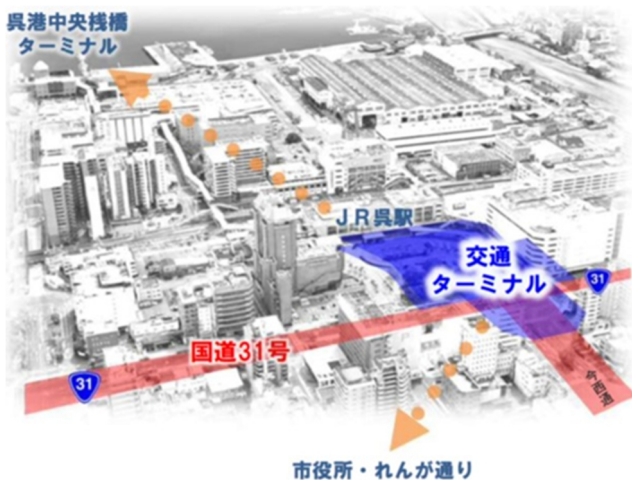 呉港中央桟橋
ターミナル
JR呉駅
交通
ターミナル
31
国道31号
31
今西通
市役所・れんが通り